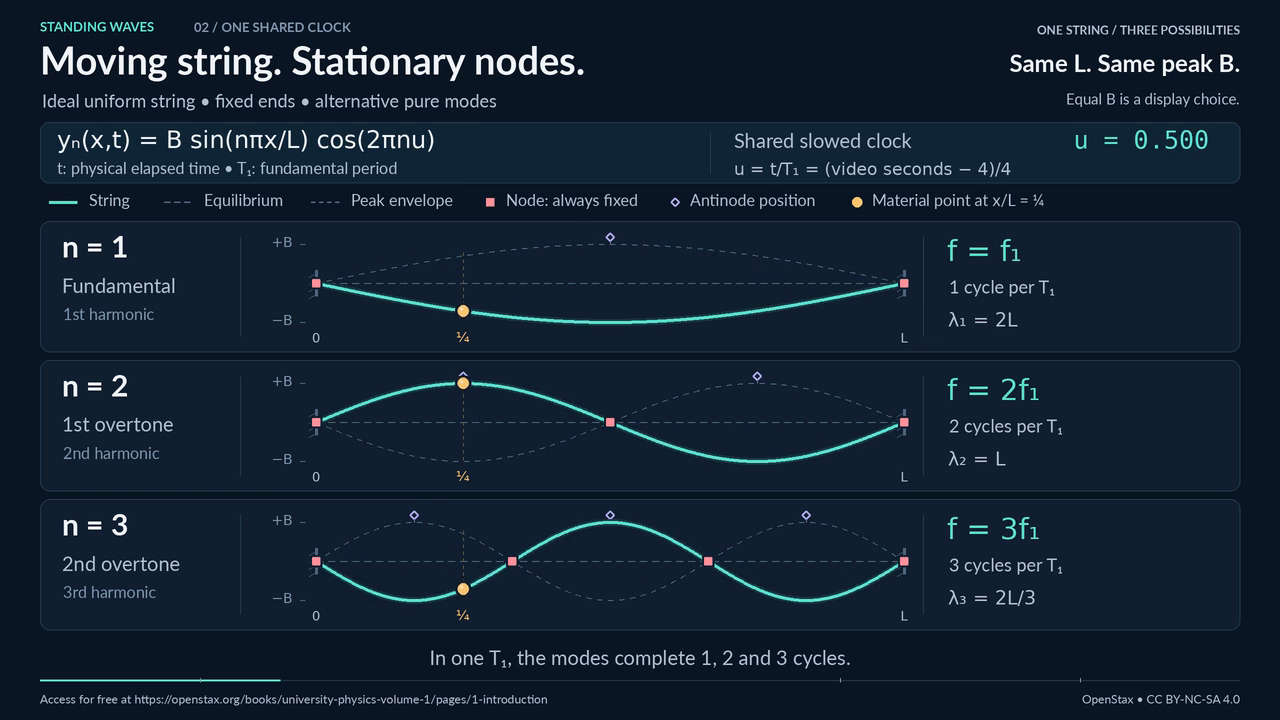 STANDING WAVES 02 / ONE SHARED CLOCK
ONE STRING / THREE POSSIBILITIES
Moving string. Stationary nodes.
Same L. Same peak B.
Ideal uniform string • fixed ends • alternative pure modes
Equal B is a display choice.
yₙ(x,t) = B sin(nπx/L) cos(2πnu)
t: physical elapsed time • T₁: fundamental period
Shared slowed clock u = 0.500
u = t/T₁ = (video seconds − 4)/4
String Equilibrium Peak envelope Node: always fixed Antinode position Material point at x/L = ¼
n = 1
Fundamental
1st harmonic
+B
−B
0 ¼ L
f = f₁
1 cycle per T₁
λ₁ = 2L
n = 2
1st overtone
2nd harmonic
+B
−B
0 ¼ L
f = 2f₁
2 cycles per T₁
λ₂ = L
n = 3
2nd overtone
3rd harmonic
+B
−B
0 ¼ L
f = 3f₁
3 cycles per T₁
λ₃ = 2L/3
In one T₁, the modes complete 1, 2 and 3 cycles.
Access for free at https://openstax.org/books/university-physics-volume-1/pages/1-introduction
OpenStax • CC BY-NC-SA 4.0